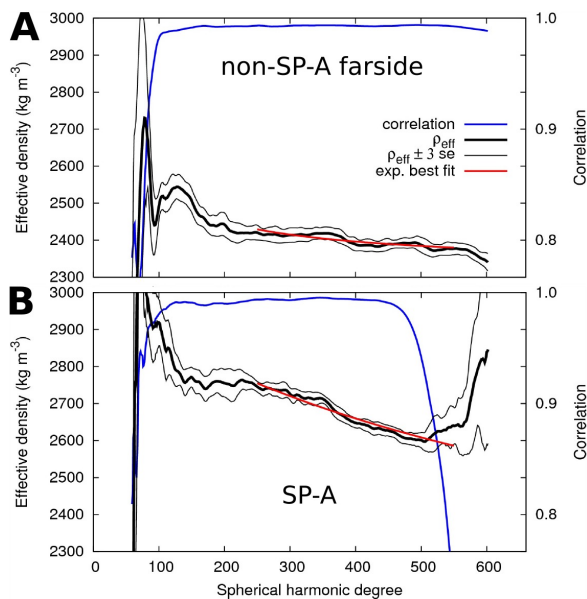 A
3000
2900
2800
2700
2600
2500
2400
2300
Effective density (kg m-3)
non-SP-A farside
correlation
ρeff
ρeff ± 3 se
exp. best fit
1.0
0.9
0.8
Correlation
B
3000
2900
2800
2700
2600
2500
2400
2300
Effective density (kg m-3)
SP-A
1.0
0.9
0.8
Correlation
0 100 200 300 400 500 600
Spherical harmonic degree